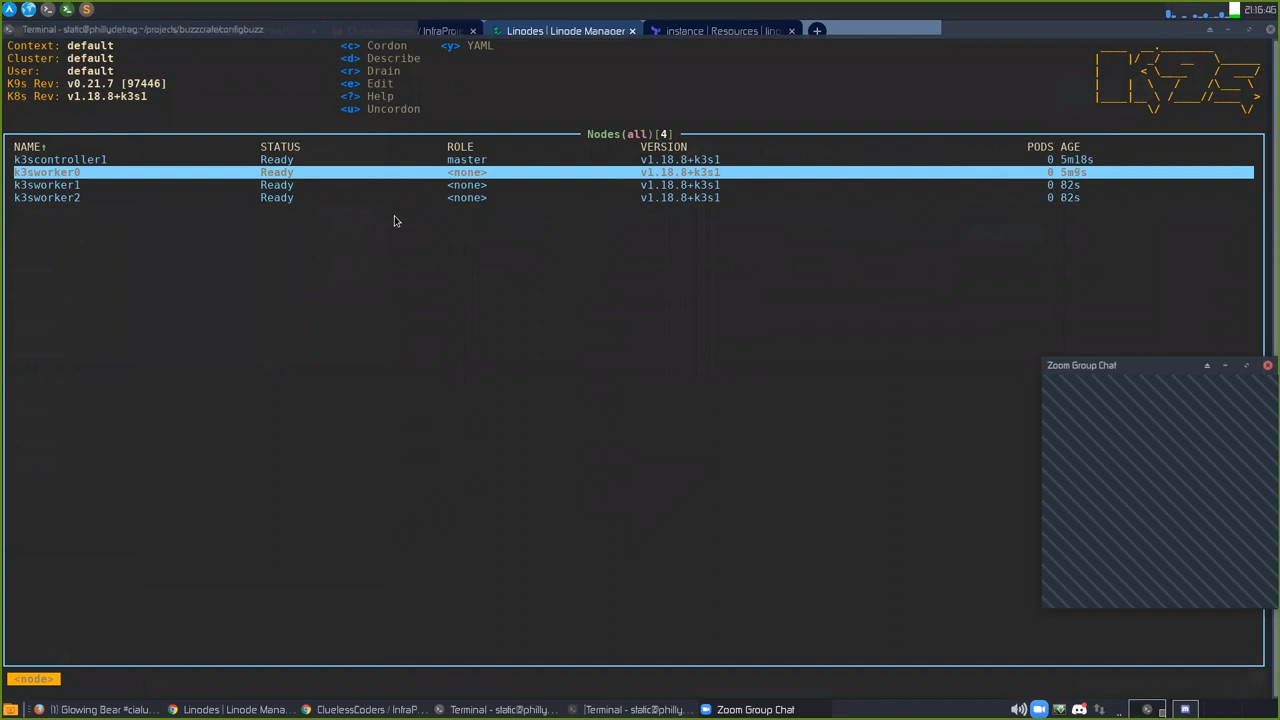 21:16:46
Terminal - static@phillydefrag:~/projects/buzzcrate/configbuzz
/ InfraProje
Linodes | Linode Manager
instance | Resources | lino
Context: default <c> Cordon <y> YAML
Cluster: default <d> Describe
User: default <r> Drain
K9s Rev: v0.21.7 [97446] <e> Edit
K8s Rev: v1.18.8+k3s1 <?> Help
<u> Uncordon
Nodes(all)[4]
NAME↑ STATUS ROLE VERSION PODS AGE
k3scontroller1 Ready master v1.18.8+k3s1 0 5m18s
k3sworker0 Ready <none> v1.18.8+k3s1 0 5m9s
k3sworker1 Ready <none> v1.18.8+k3s1 0 82s
k3sworker2 Ready <none> v1.18.8+k3s1 0 82s
Zoom Group Chat
<node>
(1) Glowing Bear #cialu... Linodes | Linode Mana... CluelessCoders / InfraP... Terminal - static@philly... [Terminal - static@philly... Zoom Group Chat